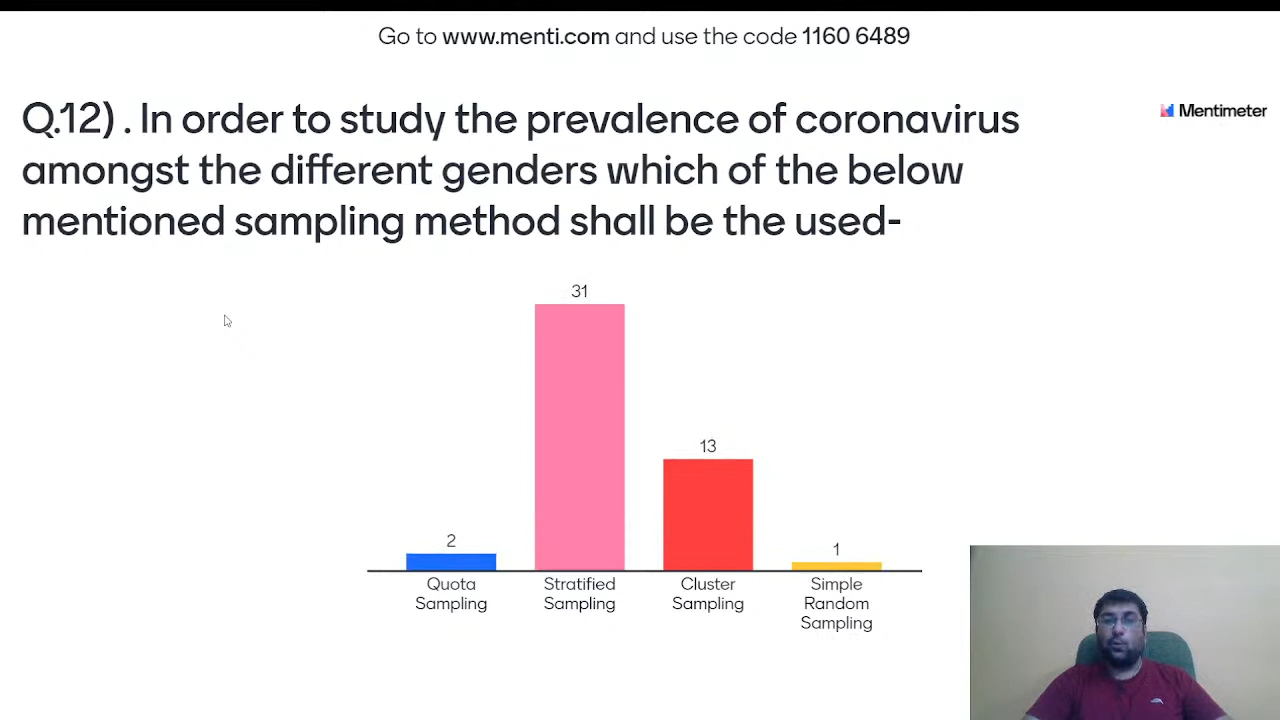 Go to www.menti.com and use the code 1160 6489
Mentimeter
Q.12) . In order to study the prevalence of coronavirus
amongst the different genders which of the below
mentioned sampling method shall be the used-
31
13
2
1
Quota
Sampling
Stratified
Sampling
Cluster
Sampling
Simple
Random
Sampling